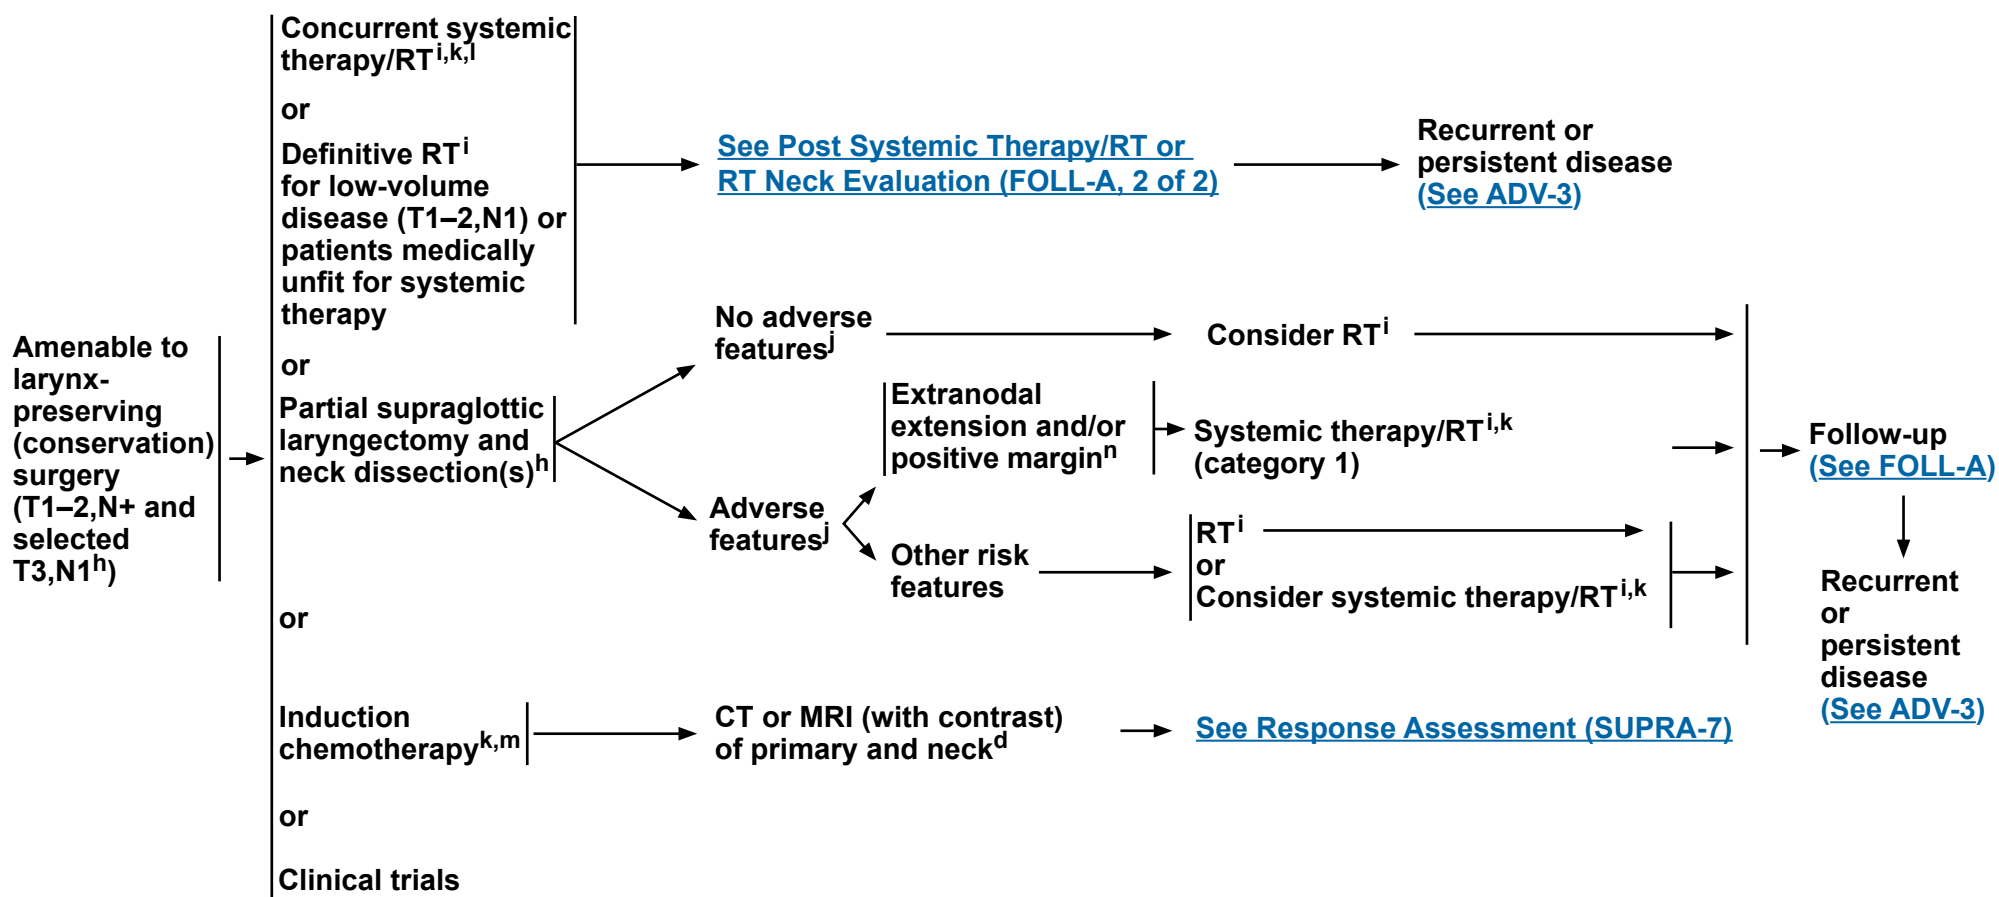 Amenable to
larynx-
preserving
(conservation)
surgery
(T1–2,N+ and
selected
T3,N1h)
Concurrent systemic
therapy/RTi,k,l
or
Definitive RTi
for low-volume
disease (T1–2,N1) or
patients medically
unfit for systemic
therapy
or
Partial supraglottic
laryngectomy and
neck dissection(s)h
or
Induction
chemotherapyk,m
or
Clinical trials
See Post Systemic Therapy/RT or
RT Neck Evaluation (FOLL-A, 2 of 2)
Recurrent or
persistent disease
(See ADV-3)
No adverse
featuresj
Consider RTi
Adverse
featuresj
Extranodal
extension and/or
positive marginn
Systemic therapy/RTi,k
(category 1)
Other risk
features
RTi
or
Consider systemic therapy/RTi,k
CT or MRI (with contrast)
of primary and neckd
See Response Assessment (SUPRA-7)
Follow-up
(See FOLL-A)
Recurrent
or
persistent
disease
(See ADV-3)